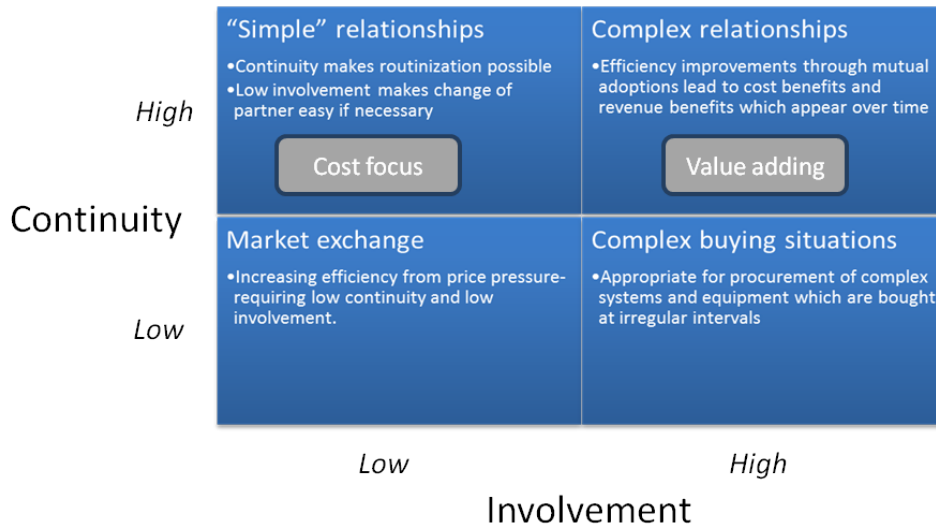 “Simple” relationships
•Continuity makes routinization possible
•Low involvement makes change of
partner easy if necessary
Cost focus
Complex relationships
•Efficiency improvements through mutual
adoptions lead to cost benefits and
revenue benefits which appear over time
Value adding
High
Continuity
Market exchange
•Increasing efficiency from price pressure-
requiring low continuity and low
involvement.
Complex buying situations
•Appropriate for procurement of complex
systems and equipment which are bought
at irregular intervals
Low
Low
High
Involvement